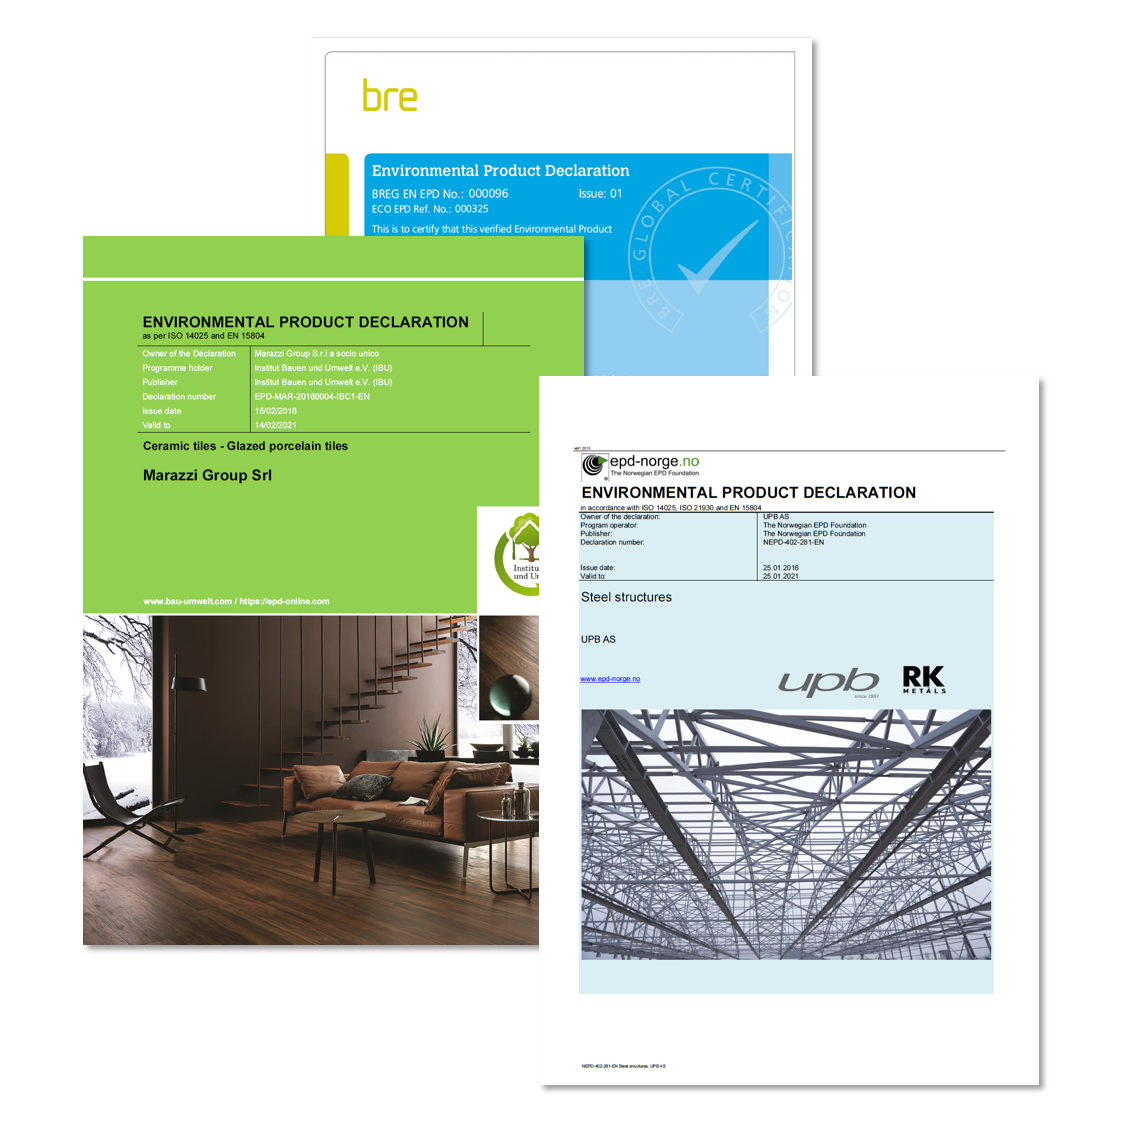 bre
Environmental Product Declaration
BREG EN EPD No.: 000096 Issue: 01
ECO EPD Ref. No.: 000325
This is to certify that this verified Environmental Product
BRE GLOBAL CERTIFICATION
ENVIRONMENTAL PRODUCT DECLARATION
as per ISO 14025 and EN 15804
Owner of the Declaration Marazzi Group S.r.l a socio unico
Programme holder Institut Bauen und Umwelt e.V. (IBU)
Publisher Institut Bauen und Umwelt e.V. (IBU)
Declaration number EPD-MAR-20160004-IBC1-EN
Issue date 15/02/2016
Valid to 14/02/2021
Ceramic tiles - Glazed porcelain tiles
Marazzi Group Srl
Institu
und Um
www.bau-umwelt.com / https://epd-online.com
epd-norge.no
The Norwegian EPD Foundation
ENVIRONMENTAL PRODUCT DECLARATION
in accordance with ISO 14025, ISO 21930 and EN 15804
Owner of the declaration: UPB AS
Program operator: The Norwegian EPD Foundation
Publisher: The Norwegian EPD Foundation
Declaration number: NEPD-402-281-EN
Issue date: 25.01.2016
Valid to: 25.01.2021
Steel structures
UPB AS
www.epd-norge.no
upb
since 1991
RK
METĀLS
NEPD-402-281-EN Steel structures, UPB AS